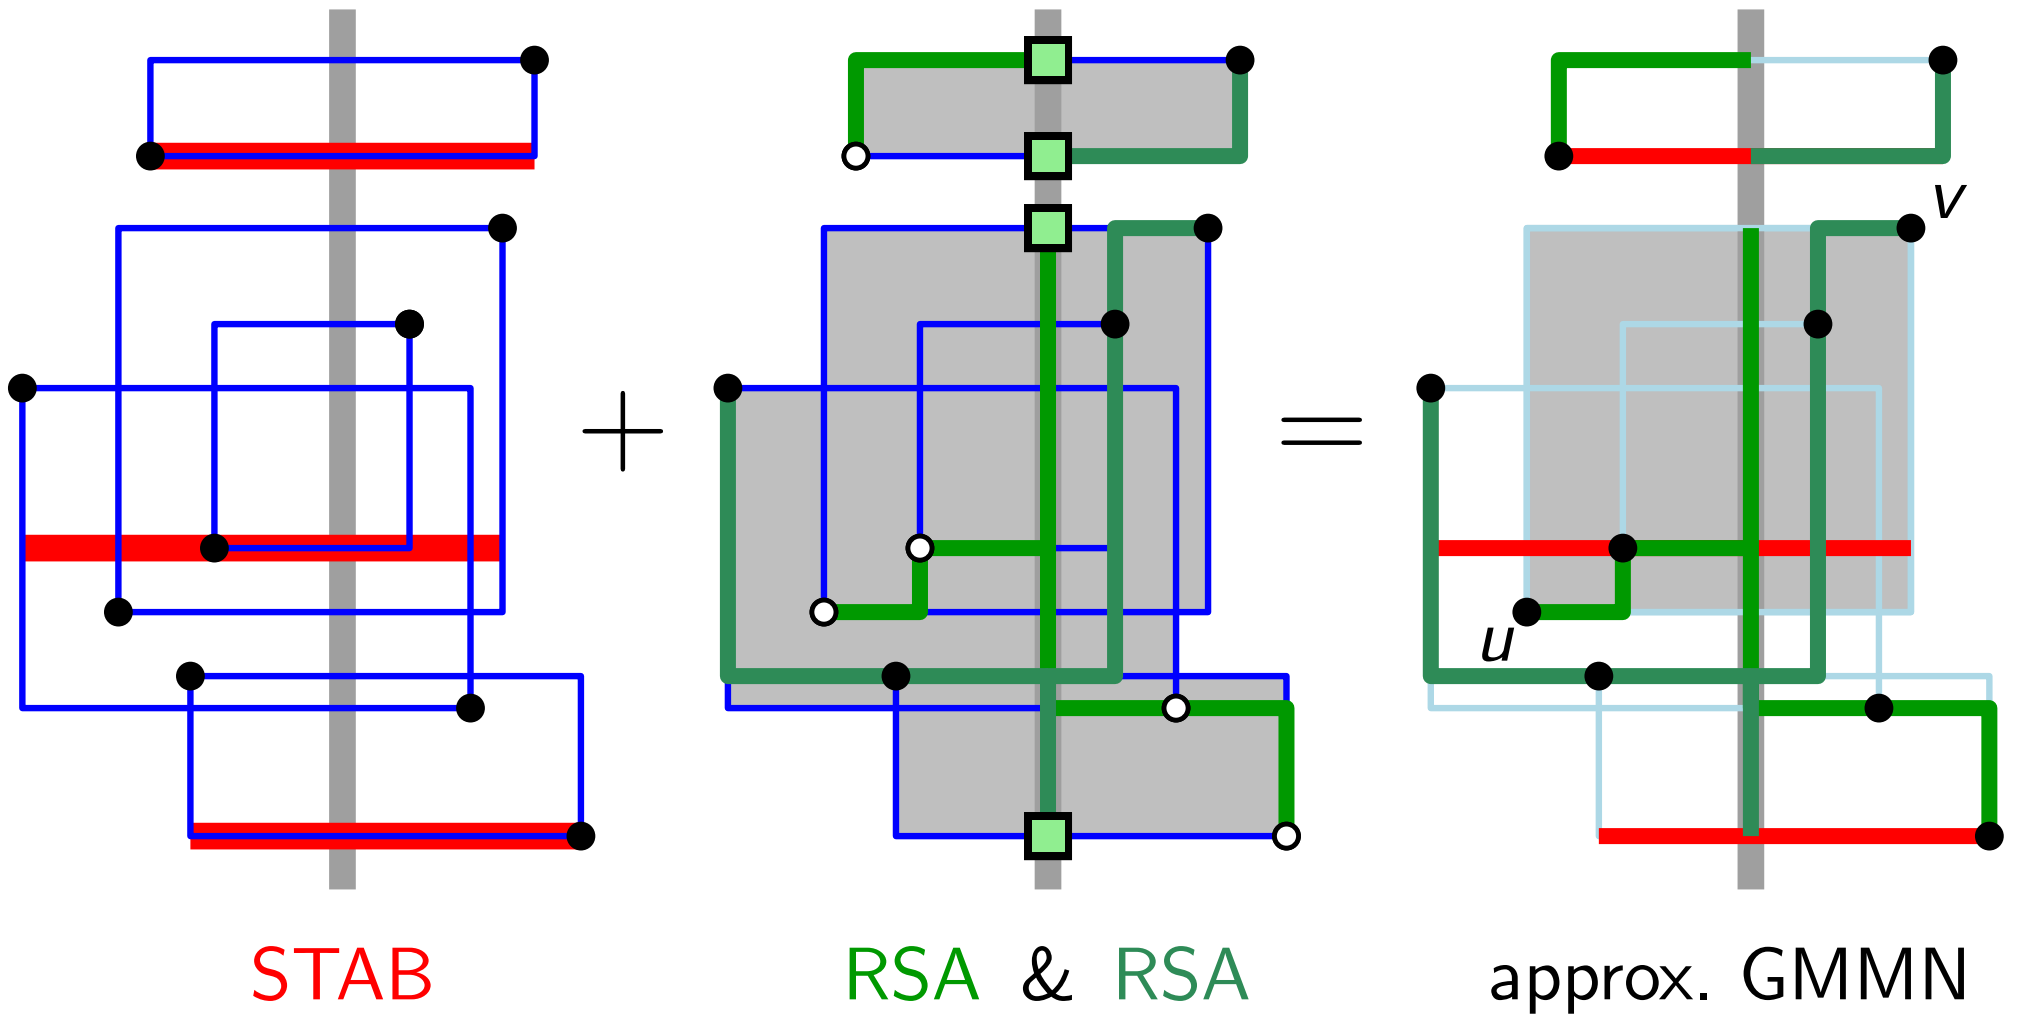 v
u
+
=
STAB
RSA & RSA
approx. GMMN